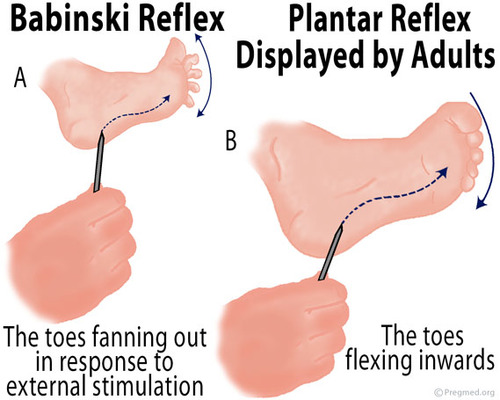 Babinski Reflex
A
The toes fanning out
in response to
external stimulation
Plantar Reflex
Displayed by Adults
B
The toes
flexing inwards
© Pregmed.org